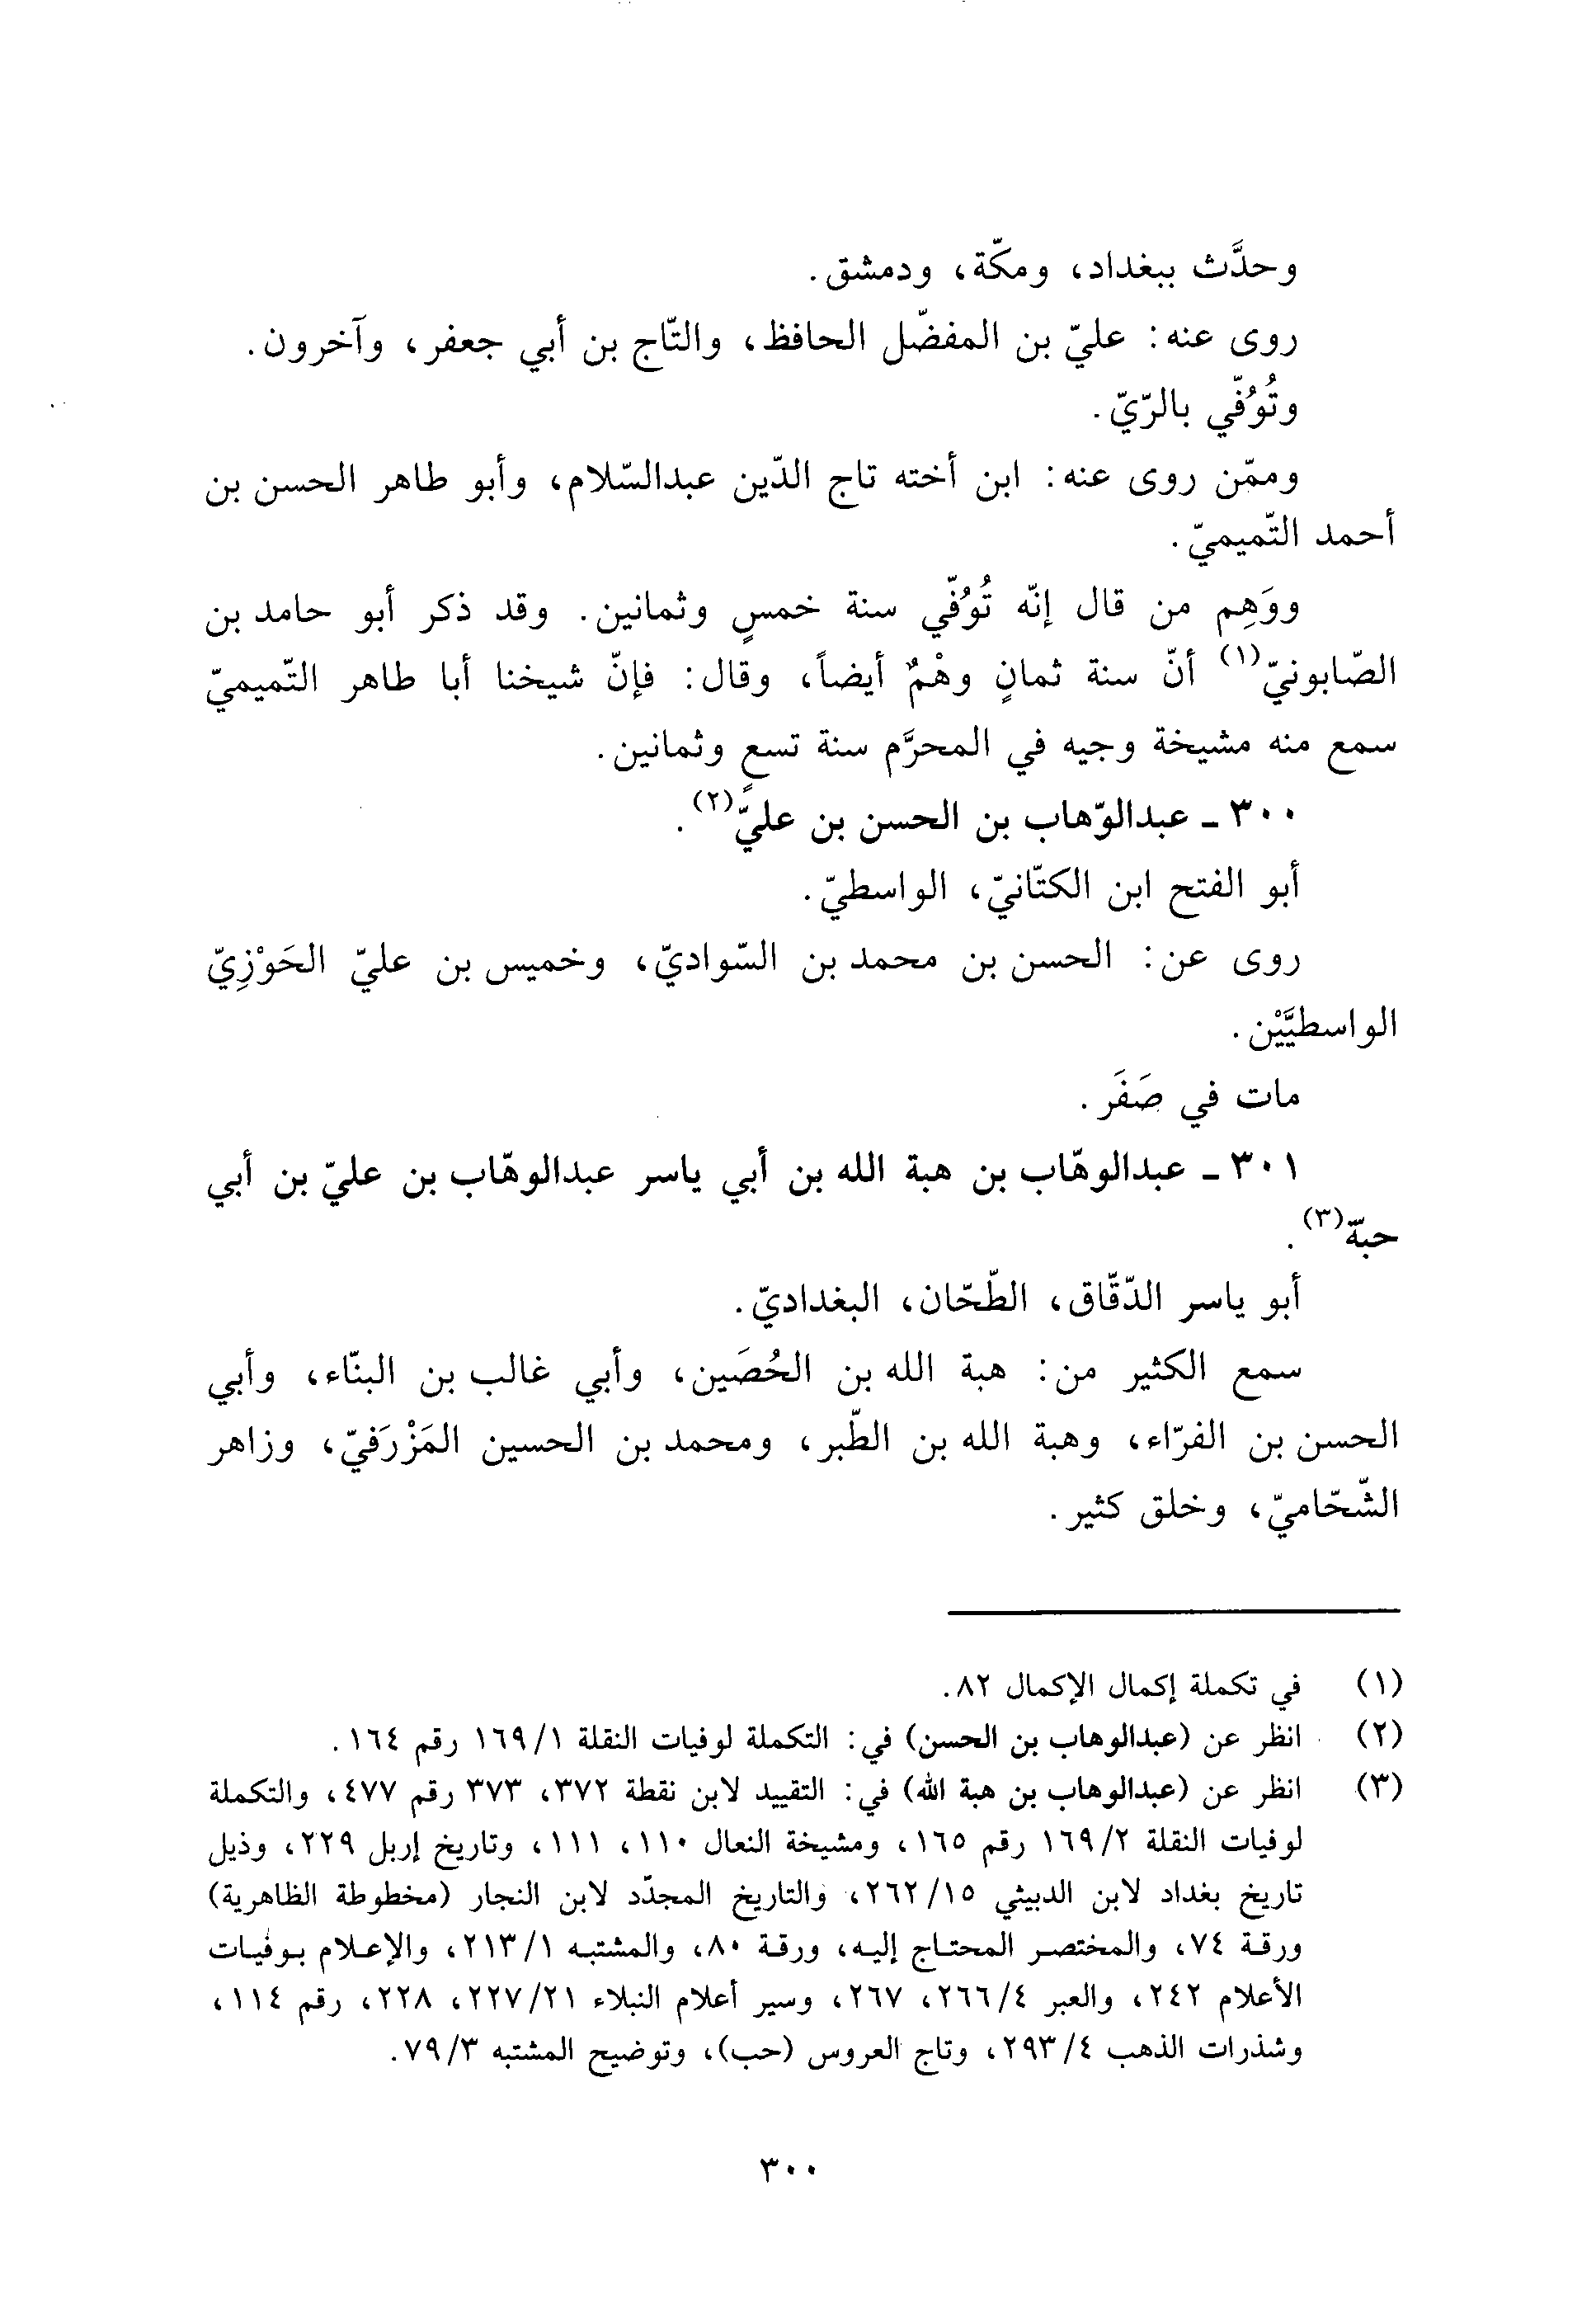 وحدَّث ببغداد، ومكّة، ودمشق.
روى عنه: عليّ بن المفضّل الحافظ، والتّاج بن أبي جعفر، وآخرون.
وتُوُفّي بالرّيّ.
وممّن روى عنه: ابن أخته تاج الدّين عبدالسّلام، وأبو طاهر الحسن بن
أحمد التّميميّ.
ووَهِم من قال إنّه تُوُفّي سنة خمسٍ وثمانين. وقد ذكر أبو حامد بن
الصّابونيّ(١) أنّ سنة ثمانٍ وهْمٌ أيضاً، وقال: فإنّ شيخنا أبا طاهر التّميميّ
سمع منه مشيخة وجيه في المحرَّم سنة تسعٍ وثمانين.
٣٠٠ ـ عبدالوّهاب بن الحسن بن عليّ(٢).
أبو الفتح ابن الكتّانيّ، الواسطيّ.
روى عن: الحسن بن محمد بن السّواديّ، وخميس بن عليّ الحَوْزِيّ
الواسطيَّيْن.
مات في صَفَر.
٣٠١ ـ عبدالوهّاب بن هبة الله بن أبي ياسر عبدالوهّاب بن عليّ بن أبي
حبّة(٣).
أبو ياسر الدّقّاق، الطّحّان، البغداديّ.
سمع الكثير من: هبة الله بن الحُصَين، وأبي غالب بن البنّاء، وأبي
الحسن بن الفرّاء، وهبة الله بن الطّبر، ومحمد بن الحسين المَزْرَفيّ، وزاهر
الشّحّاميّ، وخلق كثير.
(١) في تكملة إكمال الإكمال ٨٢.
(٢) انظر عن (عبدالوهاب بن الحسن) في: التكملة لوفيات النقلة ١٦٩/١ رقم ١٦٤.
(٣) انظر عن (عبدالوهاب بن هبة الله) في: التقييد لابن نقطة ٣٧٢، ٣٧٣ رقم ٤٧٧، والتكملة
لوفيات النقلة ١٦٩/٢ رقم ١٦٥، ومشيخة النعال ١١٠، ١١١، وتاريخ إربل ٢٢٩، وذيل
تاريخ بغداد لابن الدبيثي ٢٦٢/١٥، والتاريخ المجدّد لابن النجار (مخطوطة الظاهرية)
ورقة ٧٤، والمختصر المحتاج إليه، ورقة ٨٠، والمشتبه ٢١٣/١، والإعلام بوفيات
الأعلام ٢٤٢، والعبر ٢٦٦/٤، ٢٦٧، وسير أعلام النبلاء ٢٢٧/٢١، ٢٢٨، رقم ١١٤،
وشذرات الذهب ٢٩٣/٤، وتاج العروس (حب)، وتوضيح المشتبه ٧٩/٣.
٣٠٠